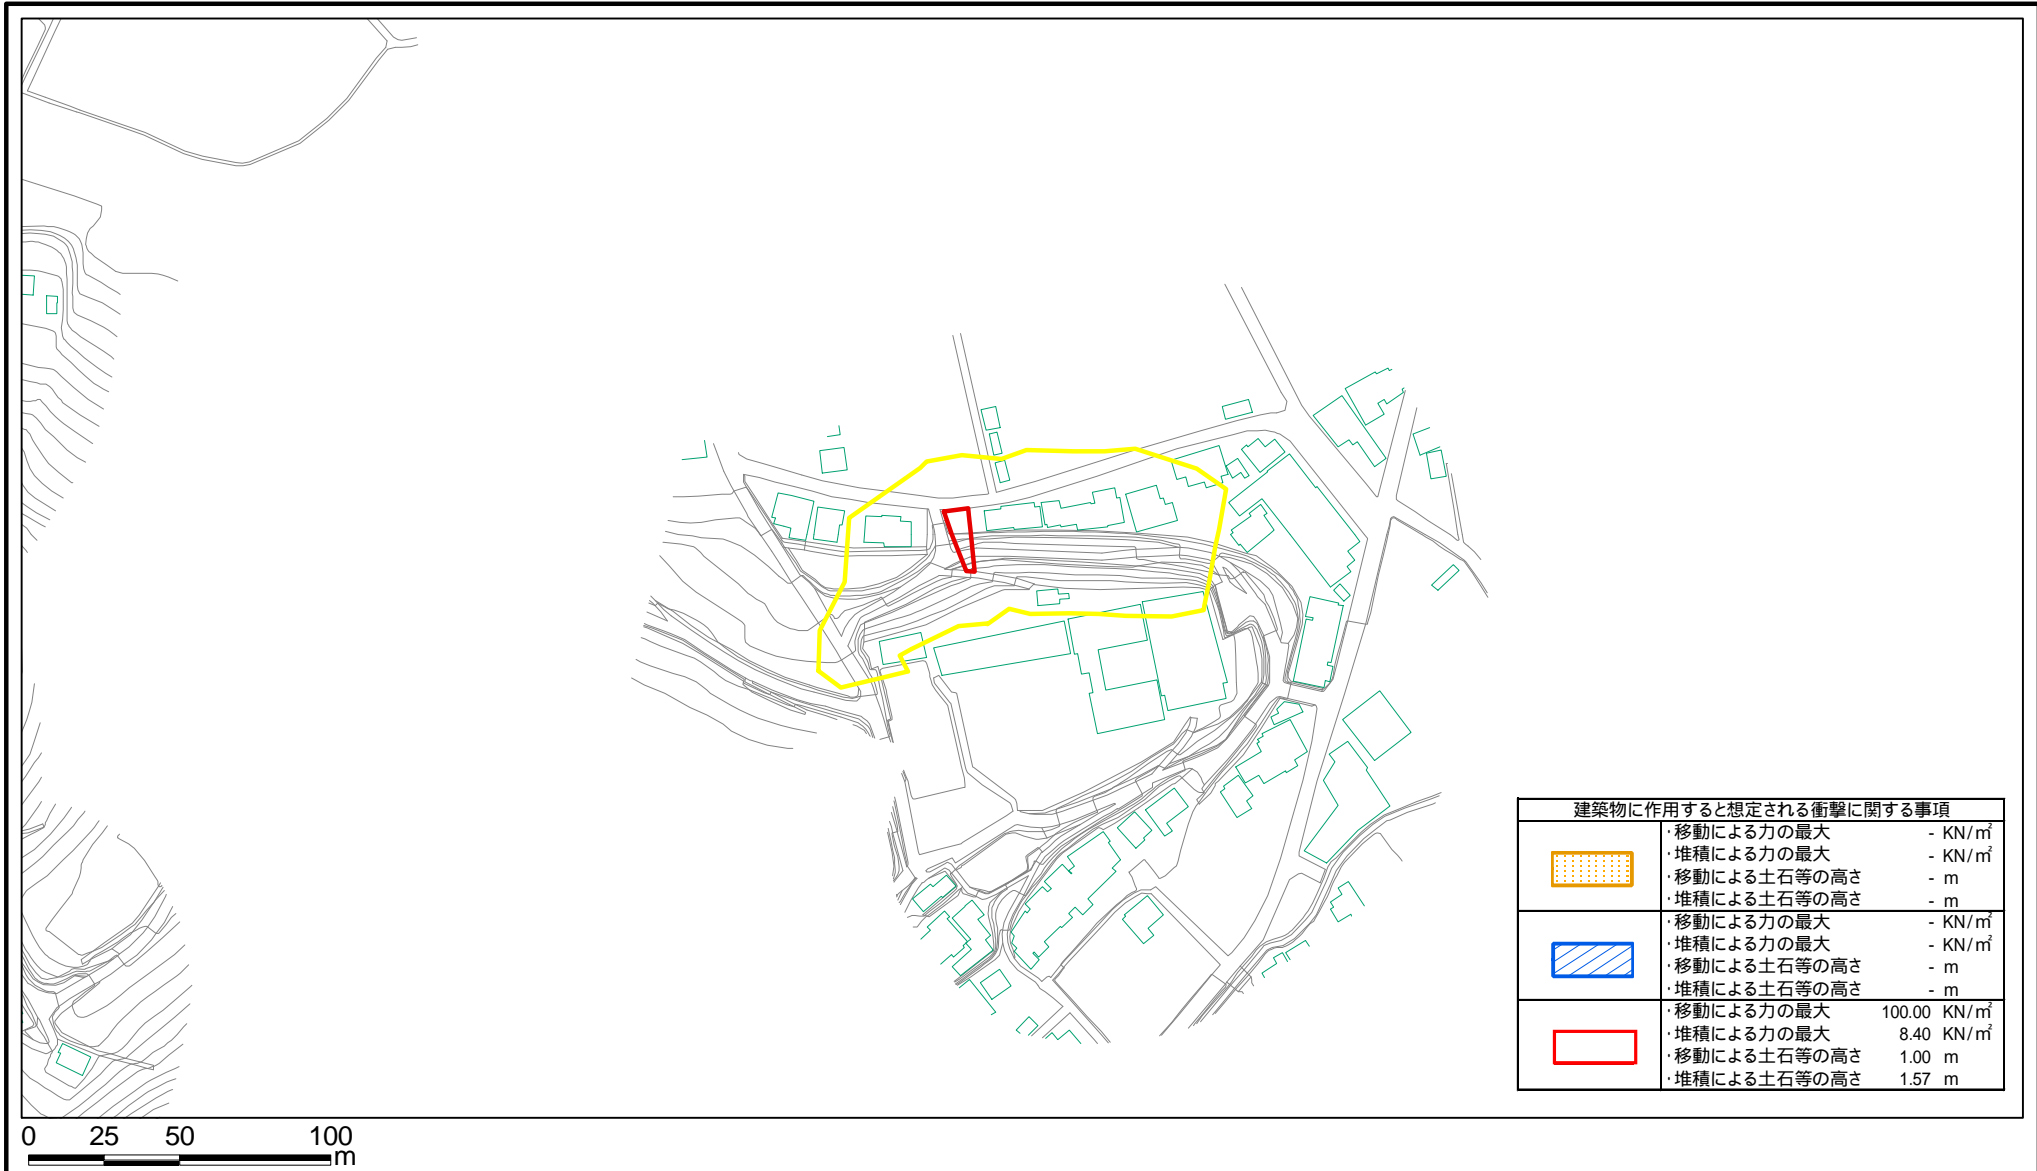 建築物に作用すると想定される衝撃に関する事項
・移動による力の最大 - KN/㎡
・堆積による力の最大 - KN/㎡
・移動による土石等の高さ - m
・堆積による土石等の高さ - m
・移動による力の最大 - KN/㎡
・堆積による力の最大 - KN/㎡
・移動による土石等の高さ - m
・堆積による土石等の高さ - m
・移動による力の最大 100.00 KN/㎡
・堆積による力の最大 8.40 KN/㎡
・移動による土石等の高さ 1.00 m
・堆積による土石等の高さ 1.57 m
0 25 50 100
m